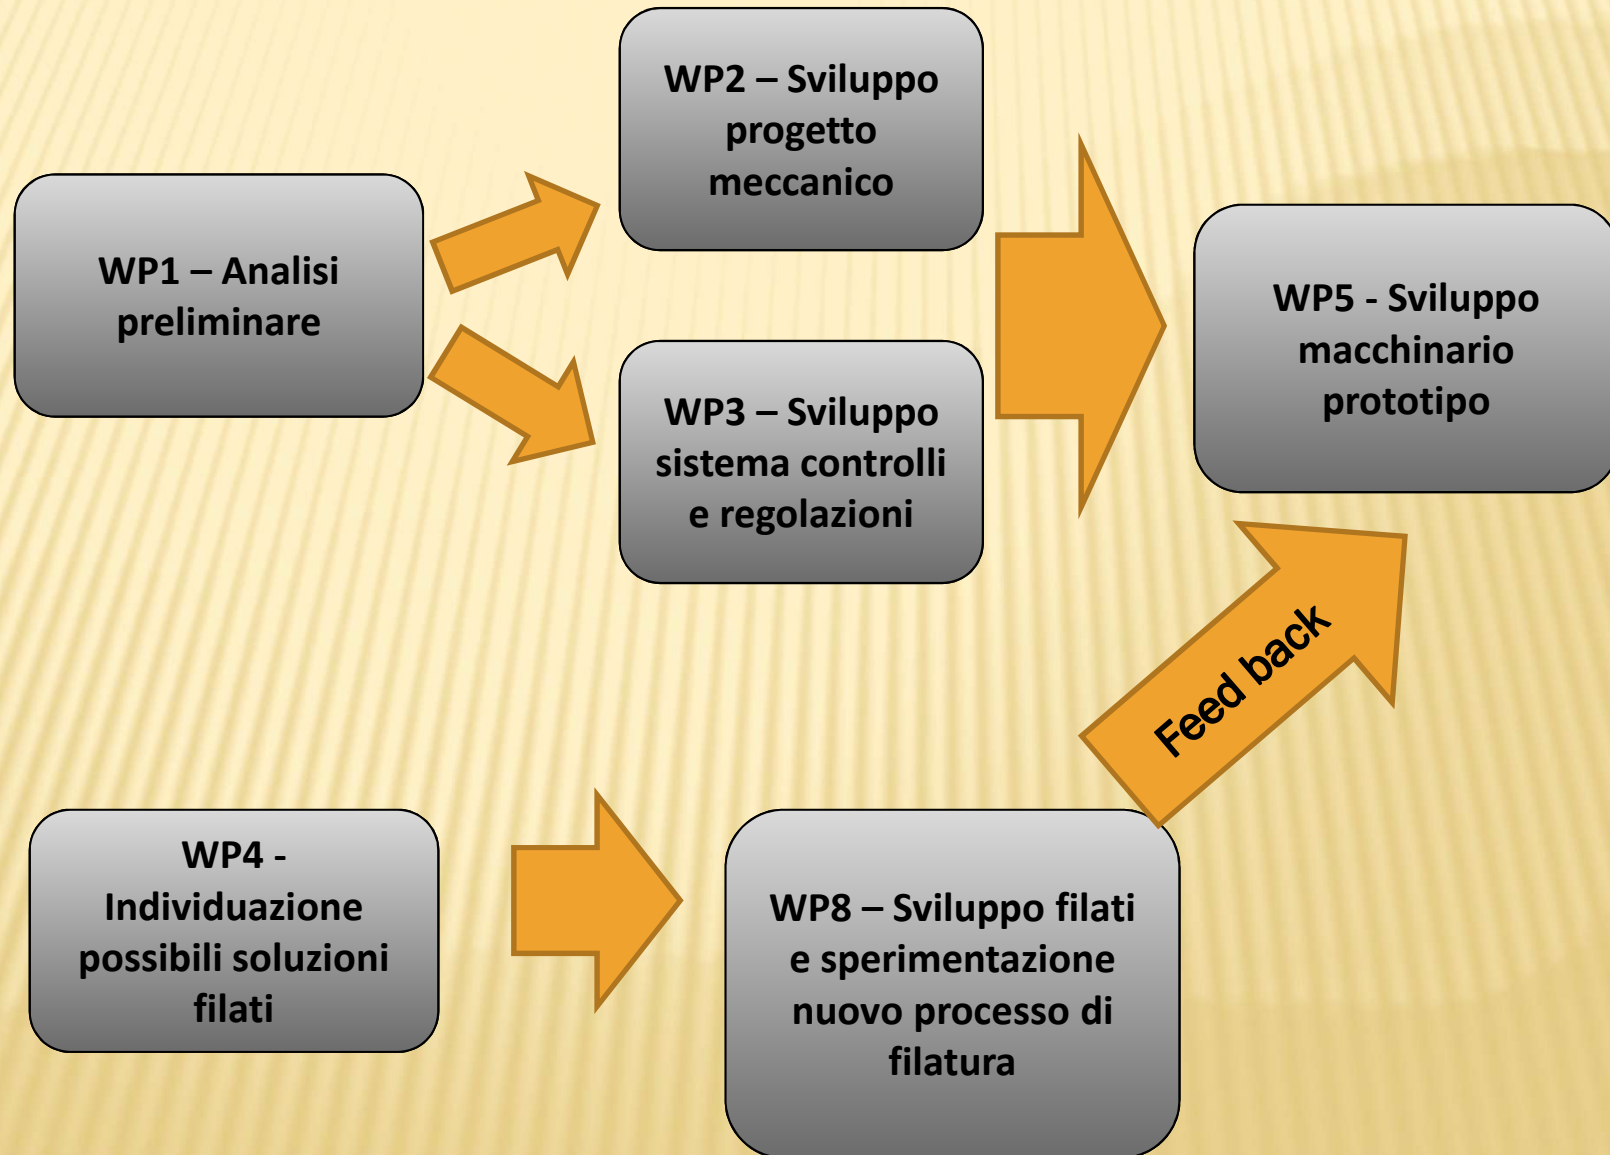 WP2 – Sviluppo
progetto
meccanico
WP1 – Analisi
preliminare
WP5 - Sviluppo
macchinario
prototipo
WP3 – Sviluppo
sistema controlli
e regolazioni
Feed back
WP4 -
Individuazione
possibili soluzioni
filati
WP8 – Sviluppo filati
e sperimentazione
nuovo processo di
filatura